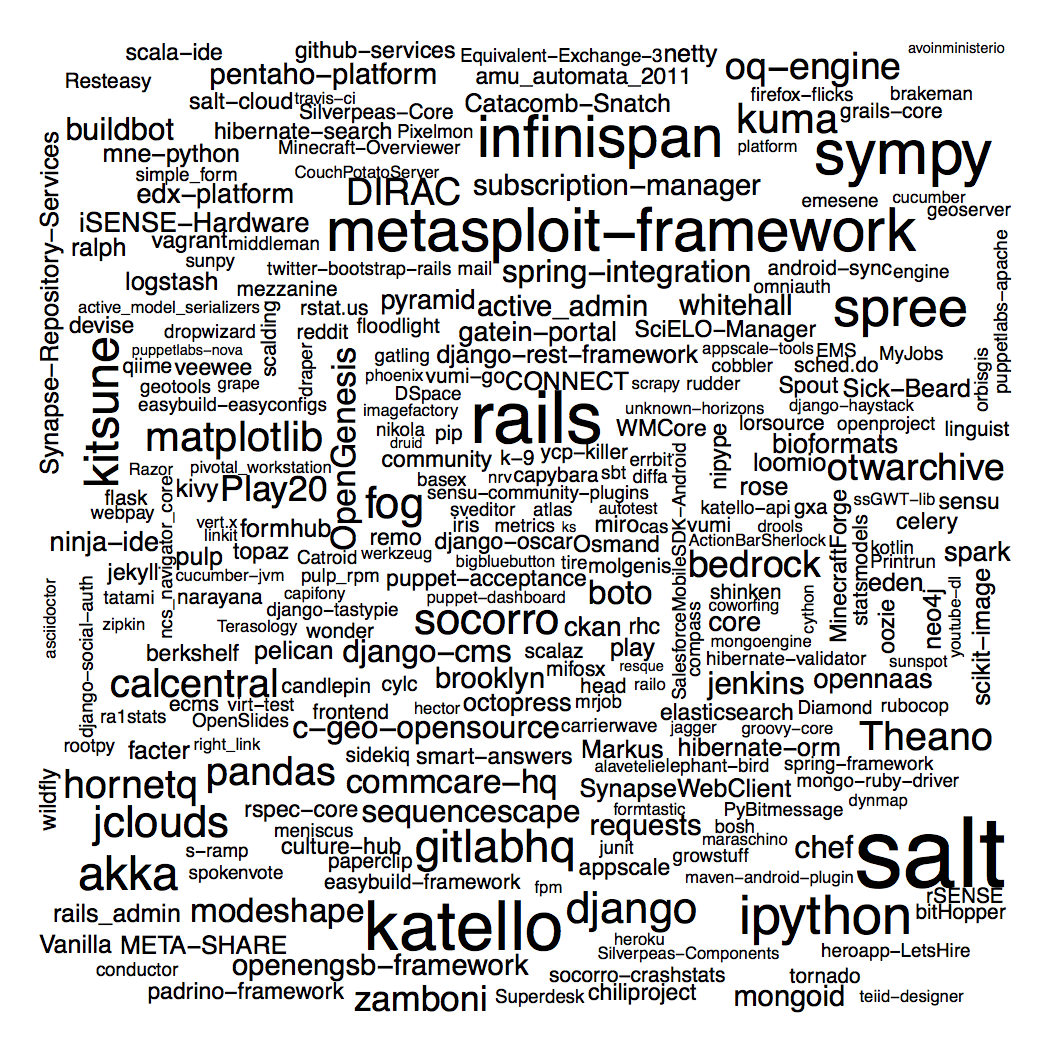 scala-ide
github-services
Equivalent-Exchange-3
netty
avoinministerio
Resteasy
pentaho-platform
amu_automata_2011
oq-engine
salt-cloud
travis-ci
Silverpeas-Core
Catacomb-Snatch
firefox-flicks
brakeman
buildbot
hibernate-search
Pixelmon
infinispan
kuma
grails-core
mne-python
Minecraft-Overviewer
platform
sympy
simple_form
CouchPotatoServer
edx-platform
DIRAC
subscription-manager
emesene
cucumber
geoserver
Synapse-Repository-Services
iSENSE-Hardware
metasploit-framework
ralph
vagrant
middleman
sunpy
twitter-bootstrap-rails
mail
spring-integration
android-sync
engine
puppetlabs-apache
logstash
mezzanine
omniauth
active_model_serializers
rstat.us
pyramid
active_admin
whitehall
spree
devise
dropwizard
scalding
reddit
floodlight
gatein-portal
SciELO-Manager
puppetlabs-nova
kitsune
qiime
veewee
draper
OpenGenesis
gatling
django-rest-framework
appscale-tools
EMS
MyJobs
orbisgis
geotools
grape
phoenix
vumi-go
CONNECT
scrapy
rudder
cobbler
sched.do
easybuild-easyconfigs
DSpace
Spout
Sick-Beard
imagefactory
rails
unknown-horizons
django-haystack
matplotlib
nikola
pip
WMCore
lorsource
openproject
linguist
druid
bioformats
Razor
pivotal_workstation
community
k-9
ycp-killer
errbit
nipype
loomio
otwarchive
flask
kivy
Play20
basex
nrv
capybara
sbt
diffa
rose
webpay
ncs_navigator_core
fog
sensu-community-plugins
SalesforceMobileSDK-Android
katello-api
gxa
MinecraftForge
ssGWT-lib
sensu
vert.x
linkit
formhub
sveditor
atlas
autotest
celery
ninja-ide
remo
iris
metrics
ks
miro
cas
vumi
drools
statsmodels
pulp
topaz
Catroid
werkzeug
django-oscar
Osmand
ActionBarSherlock
kotlin
Printrun
spark
jekyll
cucumber-jvm
pulp_rpm
bigbluebutton
tire
molgenis
bedrock
puppet-acceptance
eden
asciidoctor
django-social-auth
tatami
narayana
capifony
puppet-dashboard
boto
shinken
coworfing
cython
oozie
neo4j
youtube-dl
scikit-image
zipkin
django-tastypie
Terasology
wonder
socorro
ckan
rhc
core
compass
mongoengine
berkshelf
pelican
django-cms
scalaz
play
hibernate-validator
sunspot
calcentral
candlepin
cylc
brooklyn
mifosx
resque
head
railo
jenkins
opennaas
ecms
virt-test
hector
octopress
mrjob
ra1stats
OpenSlides
frontend
elasticsearch
Diamond
rubocop
c-geo-opensource
carrierwave
jagger
groovy-core
rootpy
facter
right_link
sidekiq
smart-answers
Markus
hibernate-orm
Theano
wildfly
hornetq
pandas
commcare-hq
alaveteli
elephant-bird
spring-framework
SynapseWebClient
mongo-ruby-driver
jclouds
rspec-core
sequencescape
formtastic
PyBitmessage
dynmap
meniscus
requests
bosh
s-ramp
culture-hub
gitlabhq
junit
maraschino
chef
salt
akka
spokenvote
paperclip
appscale
growstuff
easybuild-framework
fpm
maven-android-plugin
rSENSE
rails_admin
modeshape
katello
django
ipython
bitHopper
Vanilla
META-SHARE
heroku
Silverpeas-Components
heroapp-LetsHire
conductor
openengsb-framework
socorro-crashstats
tornado
padrino-framework
zamboni
Superdesk
chiliproject
mongoid
teiid-designer